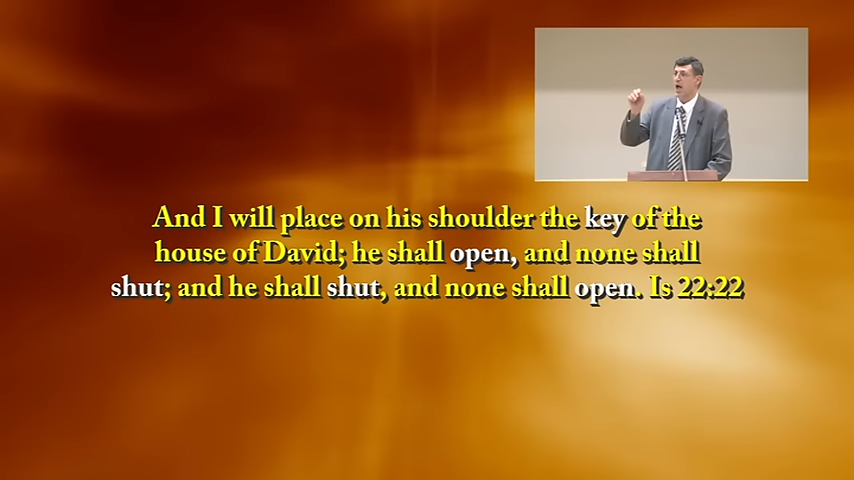 And I will place on his shoulder the key of the
house of David; he shall open, and none shall
shut; and he shall shut, and none shall open. Is 22:22